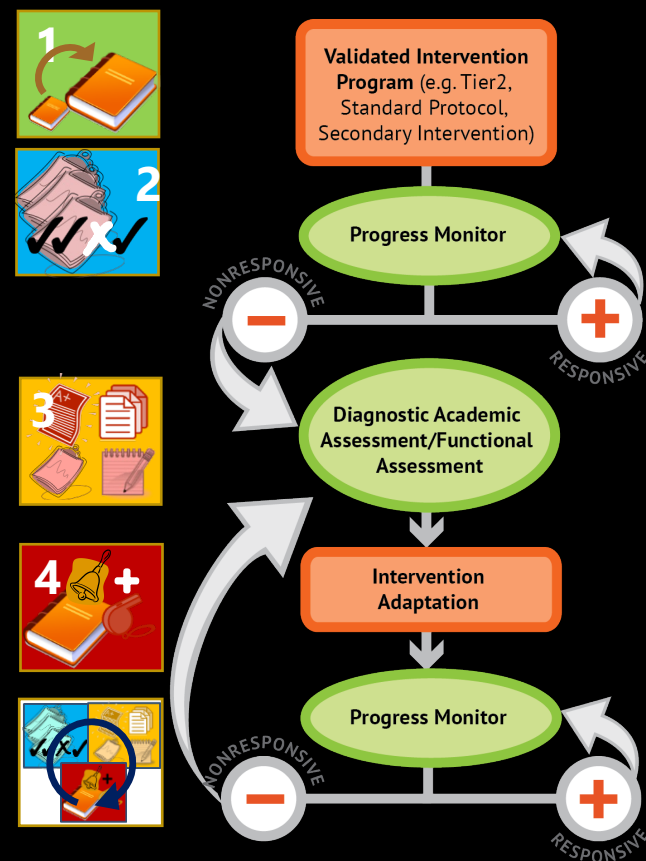 1
Validated Intervention
Program (e.g. Tier2,
Standard Protocol,
Secondary Intervention)
2
Progress Monitor
NONRESPONSIVE
RESPONSIVE
3
A+
Diagnostic Academic
Assessment/Functional
Assessment
4
+
Intervention
Adaptation
Progress Monitor
NONRESPONSIVE
+
RESPONSIVE